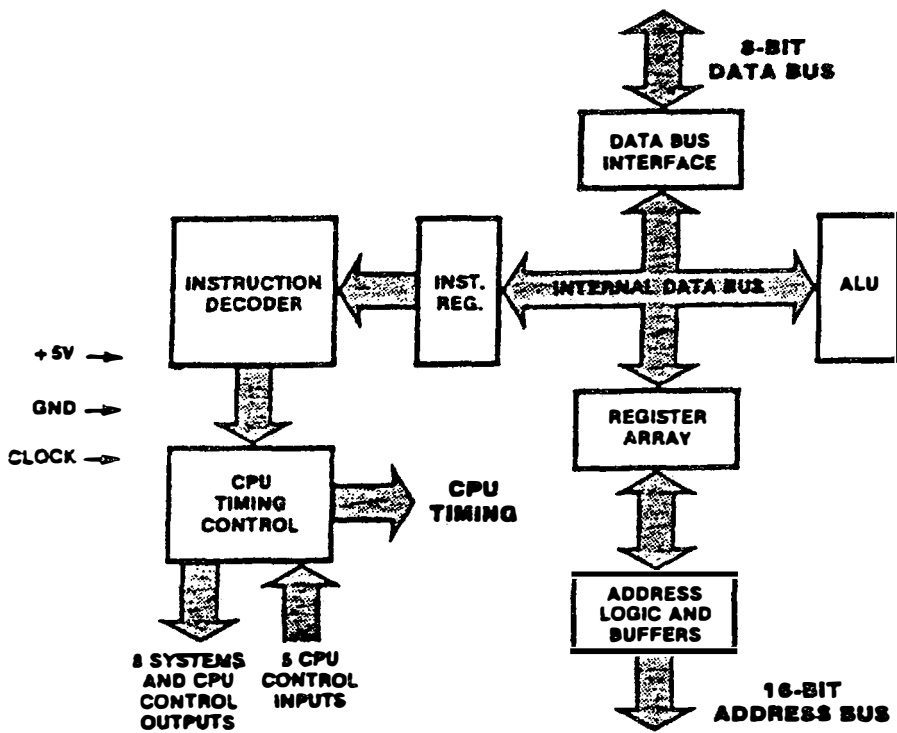 8-BIT
DATA BUS
DATA BUS
INTERFACE
INSTRUCTION
DECODER
INST.
REG.
INTERNAL DATA BUS
ALU
+5V
GND
CLOCK
REGISTER
ARRAY
CPU
TIMING
CONTROL
CPU
TIMING
ADDRESS
LOGIC AND
BUFFERS
8 SYSTEMS
AND CPU
CONTROL
OUTPUTS
5 CPU
CONTROL
INPUTS
16-BIT
ADDRESS BUS